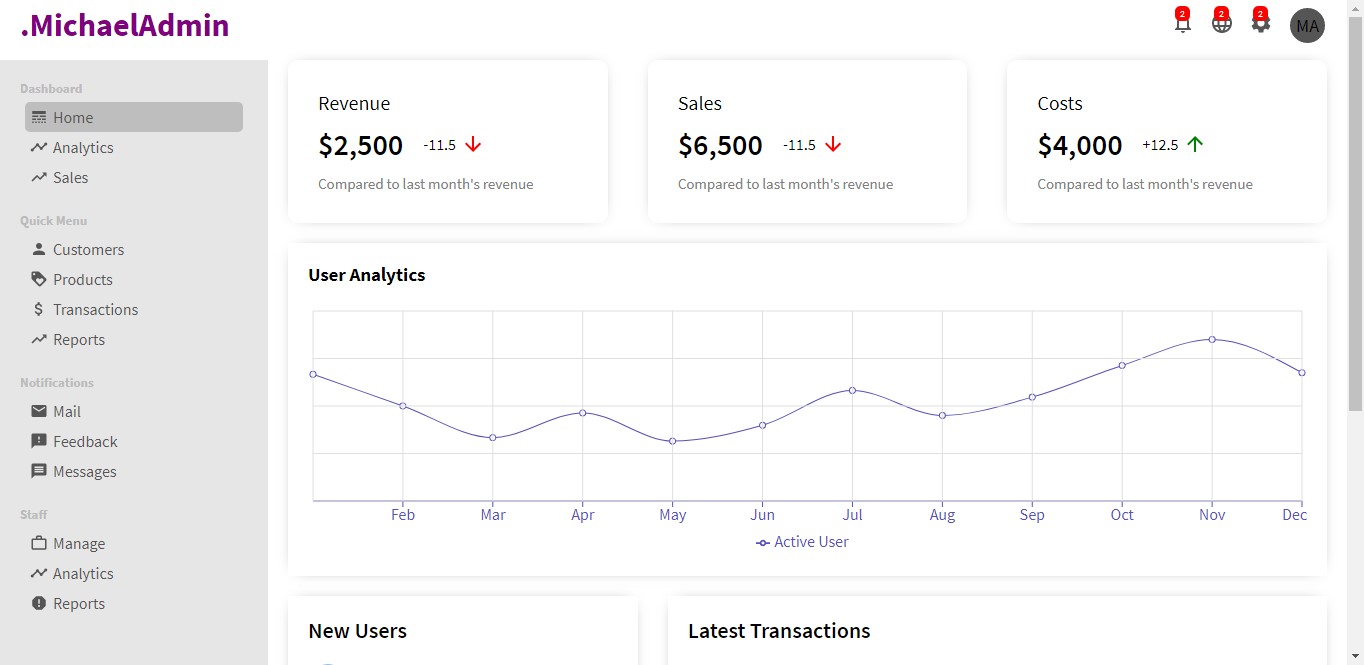 .MichaelAdmin
2
2
2
MA
Dashboard
Home
Analytics
Sales
Quick Menu
Customers
Products
Transactions
Reports
Notifications
Mail
Feedback
Messages
Staff
Manage
Analytics
Reports
Revenue
$2,500 -11.5
Compared to last month's revenue
Sales
$6,500 -11.5
Compared to last month's revenue
Costs
$4,000 +12.5
Compared to last month's revenue
User Analytics
Feb Mar Apr May Jun Jul Aug Sep Oct Nov Dec
Active User
New Users
Latest Transactions